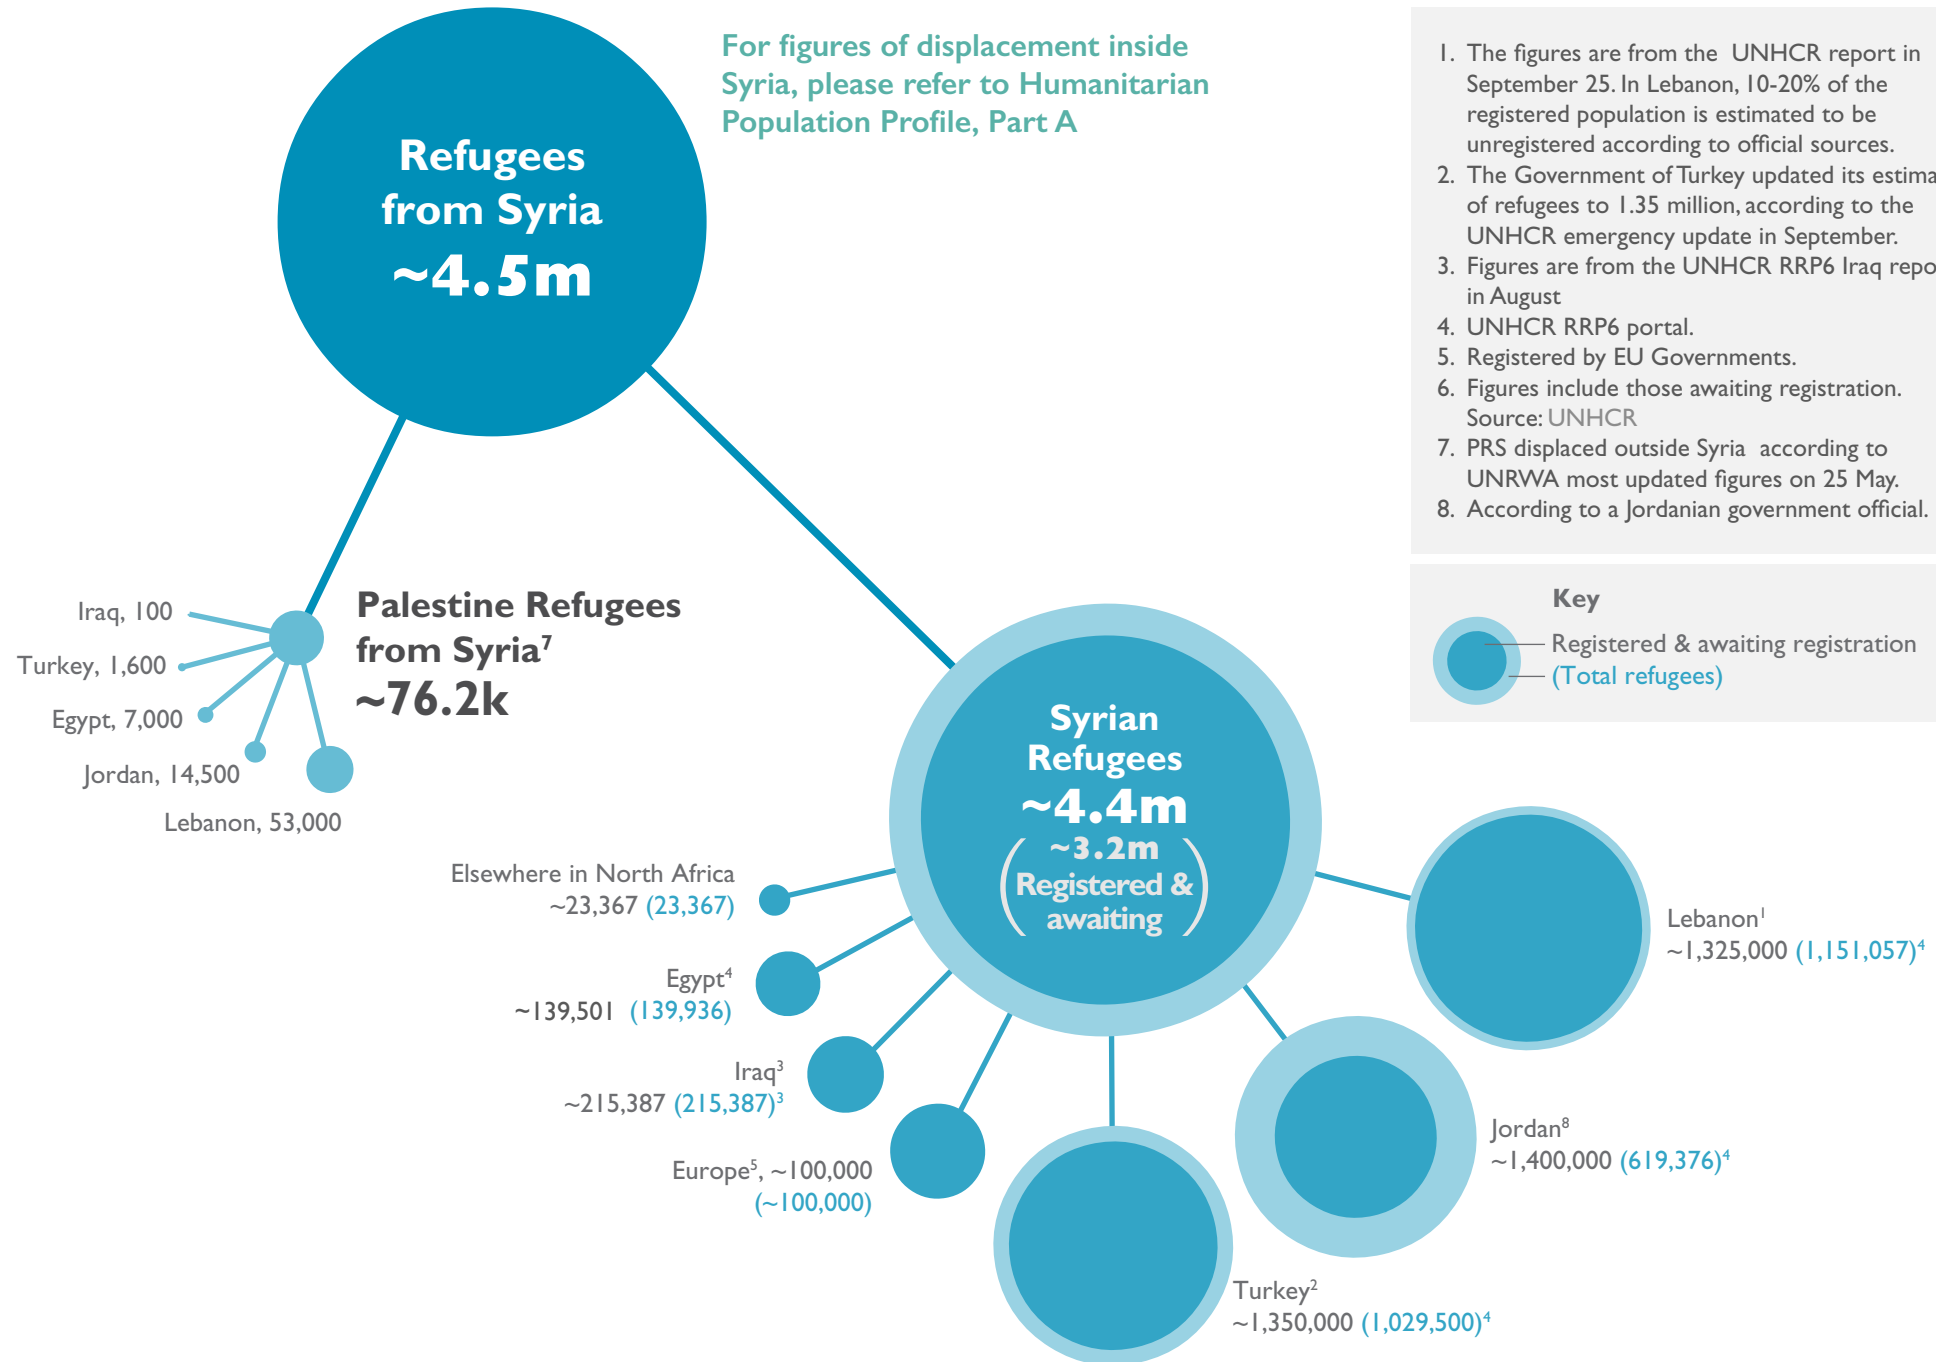 Refugees
from Syria
~4.5m
For figures of displacement inside
Syria, please refer to Humanitarian
Population Profile, Part A
1. The figures are from the UNHCR report in
September 25. In Lebanon, 10-20% of the
registered population is estimated to be
unregistered according to official sources.
2. The Government of Turkey updated its estima
of refugees to 1.35 million, according to the
UNHCR emergency update in September.
3. Figures are from the UNHCR RRP6 Iraq repo
in August
4. UNHCR RRP6 portal.
5. Registered by EU Governments.
6. Figures include those awaiting registration.
Source: UNHCR
7. PRS displaced outside Syria according to
UNRWA most updated figures on 25 May.
8. According to a Jordanian government official.
Key
Registered & awaiting registration
(Total refugees)
Palestine Refugees
from Syria⁷
~76.2k
Iraq, 100
Turkey, 1,600
Egypt, 7,000
Jordan, 14,500
Lebanon, 53,000
Syrian
Refugees
~4.4m
(~3.2m
Registered &
awaiting)
Elsewhere in North Africa
~23,367 (23,367)
Egypt⁴
~139,501 (139,936)
Iraq³
~215,387 (215,387)³
Europe⁵, ~100,000
(~100,000)
Turkey²
~1,350,000 (1,029,500)⁴
Jordan⁸
~1,400,000 (619,376)⁴
Lebanon¹
~1,325,000 (1,151,057)⁴